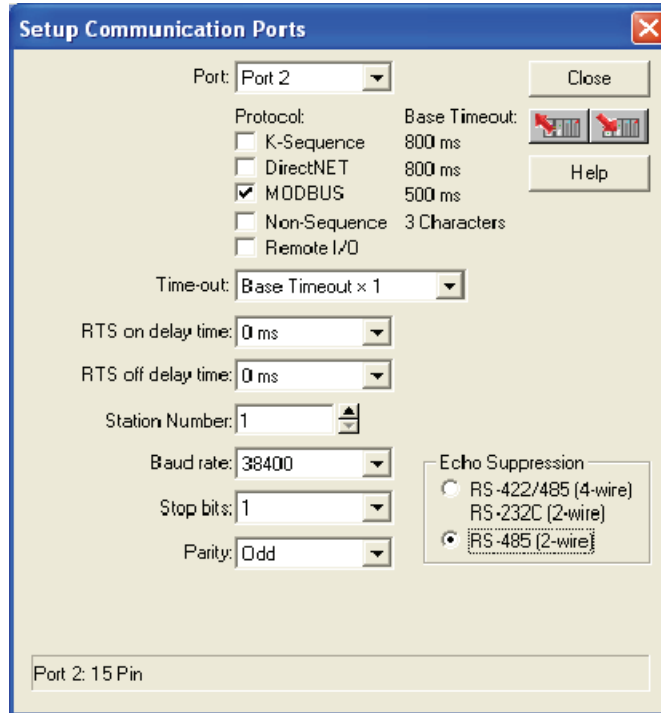 Setup Communication Ports
Port: Port 2
Close
Protocol: Base Timeout:
K-Sequence 800 ms
DirectNET 800 ms
Help
MODBUS 500 ms
Non-Sequence 3 Characters
Remote I/O
Time-out: Base Timeout × 1
RTS on delay time: 0 ms
RTS off delay time: 0 ms
Station Number: 1
Baud rate: 38400
Stop bits: 1
Parity: Odd
Echo Suppression
RS-422/485 (4-wire)
RS-232C (2-wire)
RS-485 (2-wire)
Port 2: 15 Pin